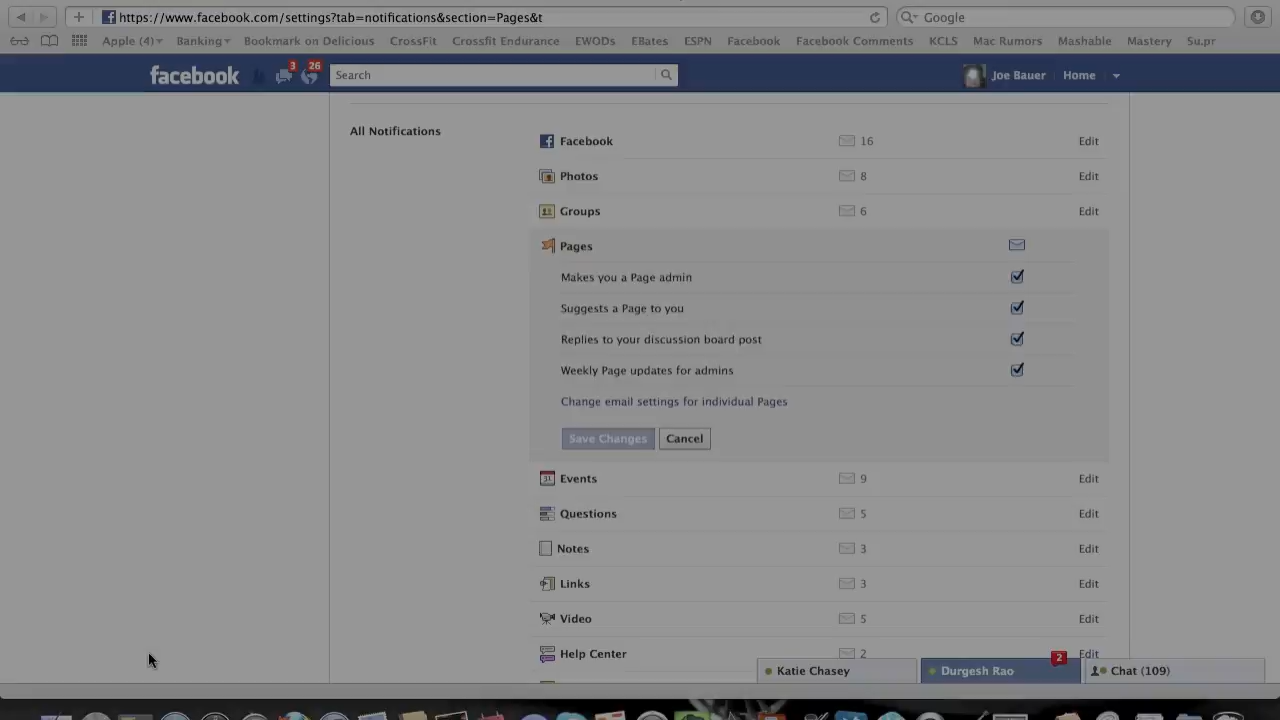 https://www.facebook.com/settings?tab=notifications&section=Pages&t
Google
Apple (4)
Banking
Bookmark on Delicious
CrossFit
Crossfit Endurance
EWODs
EBates
ESPN
Facebook
Facebook Comments
KCLS
Mac Rumors
Mashable
Mastery
Su.pr
facebook
3
26
Search
Joe Bauer
Home
All Notifications
Facebook 16 Edit
Photos 8 Edit
Groups 6 Edit
Pages
Makes you a Page admin
Suggests a Page to you
Replies to your discussion board post
Weekly Page updates for admins
Change email settings for individual Pages
Save Changes Cancel
31 Events 9 Edit
Questions 5 Edit
Notes 3 Edit
Links 3 Edit
Video 5 Edit
Help Center 2 Edit
Katie Chasey
Durgesh Rao 2
Chat (109)